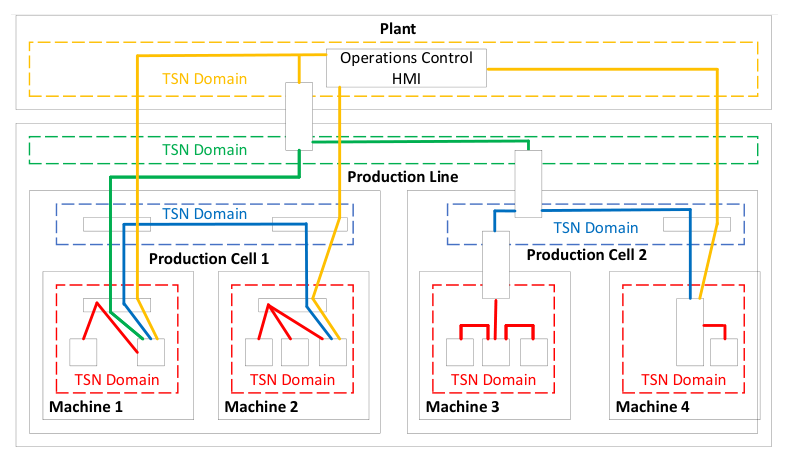 Plant
Operations Control
HMI
TSN Domain
TSN Domain
Production Line
TSN Domain
TSN Domain
Production Cell 1
Production Cell 2
TSN Domain
TSN Domain
TSN Domain
TSN Domain
Machine 1
Machine 2
Machine 3
Machine 4